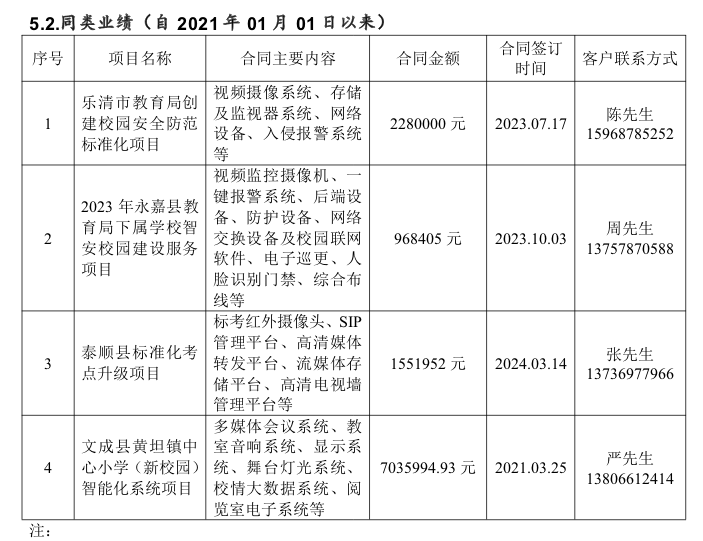 5.2.同类业绩（自 2021 年 01 月 01 日以来）
序号
项目名称
合同主要内容
合同金额
合同签订
时间
客户联系方式
1
乐清市教育局创
建校园安全防范
标准化项目
视频摄像系统、存储
及监视器系统、网络
设备、入侵报警系统
等
2280000 元
2023.07.17
陈先生
15968785252
2
2023 年永嘉县教
育局下属学校智
安校园建设服务
项目
视频监控摄像机、一
键报警系统、后端设
备、防护设备、网络
交换设备及校园联网
软件、电子巡更、人
脸识别门禁、综合布
线等
968405 元
2023.10.03
周先生
13757870588
3
泰顺县标准化考
点升级项目
标考红外摄像头、SIP
管理平台、高清媒体
转发平台、流媒体存
储平台、高清电视墙
管理平台等
1551952 元
2024.03.14
张先生
13736977966
4
文成县黄坦镇中
心小学（新校园）
智能化系统项目
多媒体会议系统、教
室音响系统、显示系
统、舞台灯光系统、
校情大数据系统、阅
览室电子系统等
7035994.93 元
2021.03.25
严先生
13806612414
注：